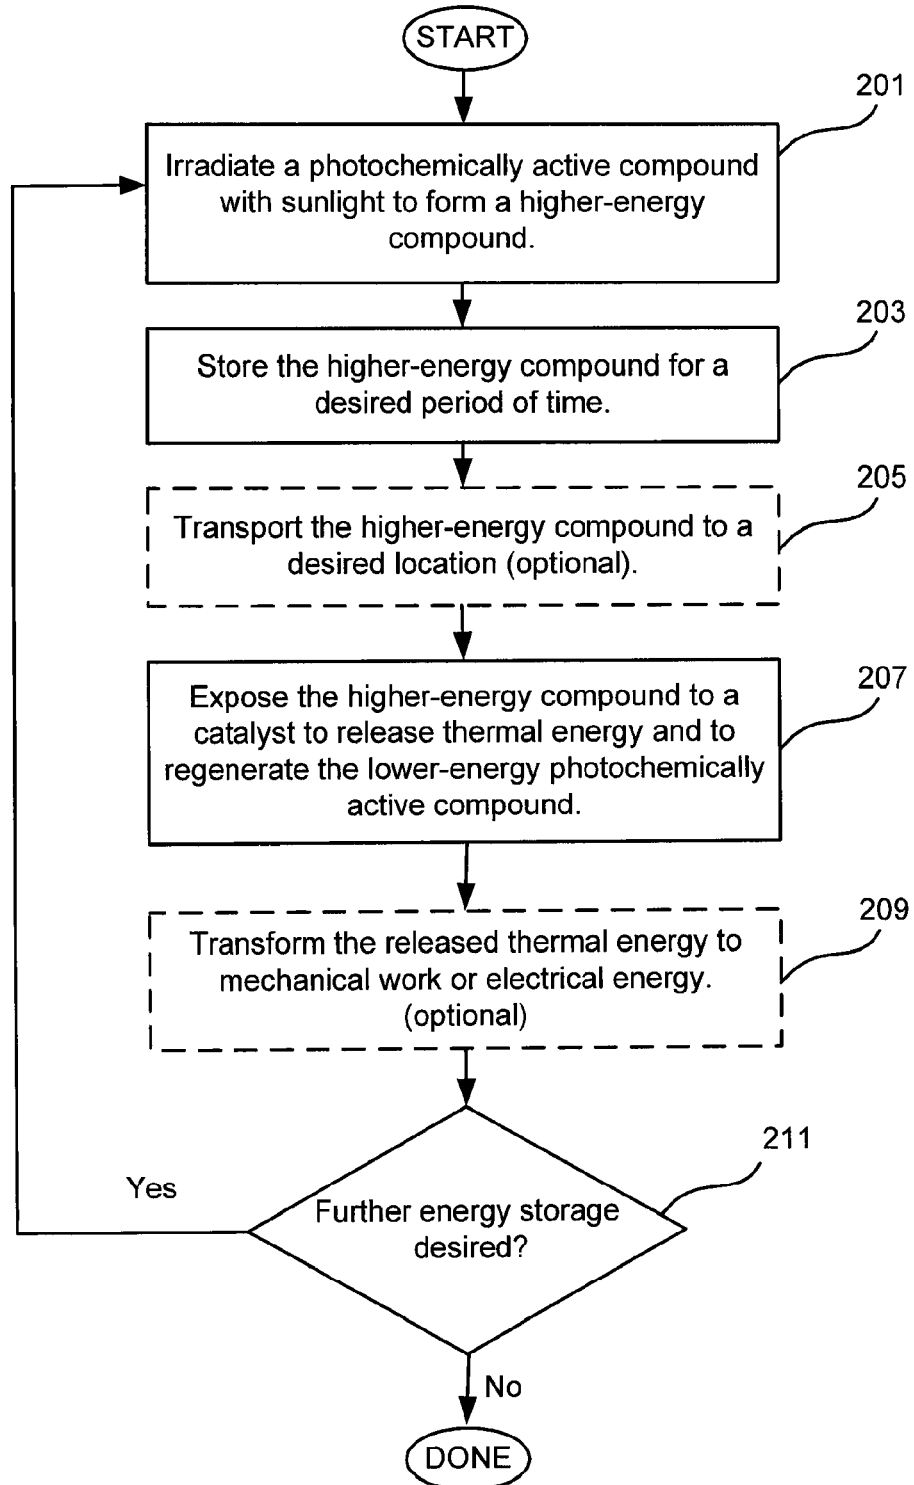 START
201
Irradiate a photochemically active compound
with sunlight to form a higher-energy
compound.
203
Store the higher-energy compound for a
desired period of time.
205
Transport the higher-energy compound to a
desired location (optional).
207
Expose the higher-energy compound to a
catalyst to release thermal energy and to
regenerate the lower-energy photochemically
active compound.
209
Transform the released thermal energy to
mechanical work or electrical energy.
(optional)
211
Yes
Further energy storage
desired?
No
DONE